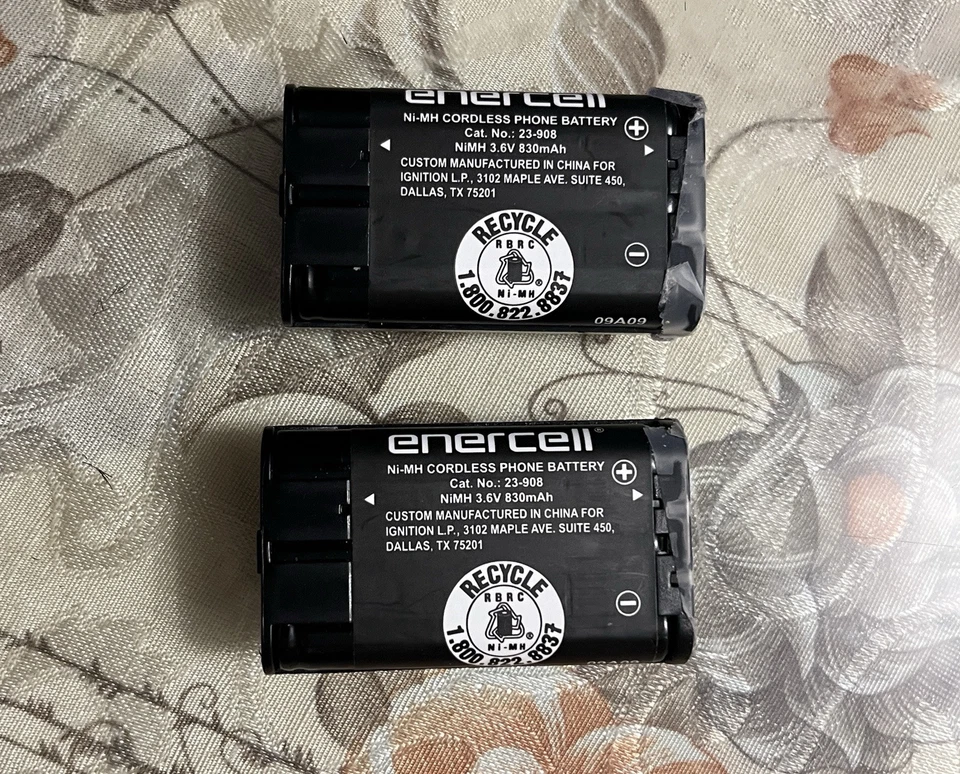 enercell
Ni-MH CORDLESS PHONE BATTERY
Cat. No.: 23-908
NiMH 3.6V 830mAh
CUSTOM MANUFACTURED IN CHINA FOR
IGNITION L.P., 3102 MAPLE AVE. SUITE 450,
DALLAS, TX 75201
+
−
RECYCLE
RBRC
®
Ni-MH
1.800.822.8837
09A09
enercell®
Ni-MH CORDLESS PHONE BATTERY
Cat. No.: 23-908
NiMH 3.6V 830mAh
CUSTOM MANUFACTURED IN CHINA FOR
IGNITION L.P., 3102 MAPLE AVE. SUITE 450,
DALLAS, TX 75201
+
−
RECYCLE
RBRC
®
Ni-MH
1.800.822.8837